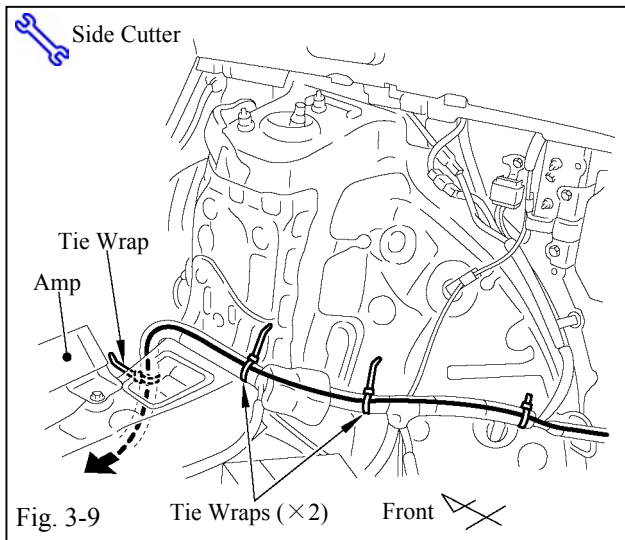 Side Cutter
Tie Wrap
Amp
Tie Wraps (×2)
Front
Fig. 3-9